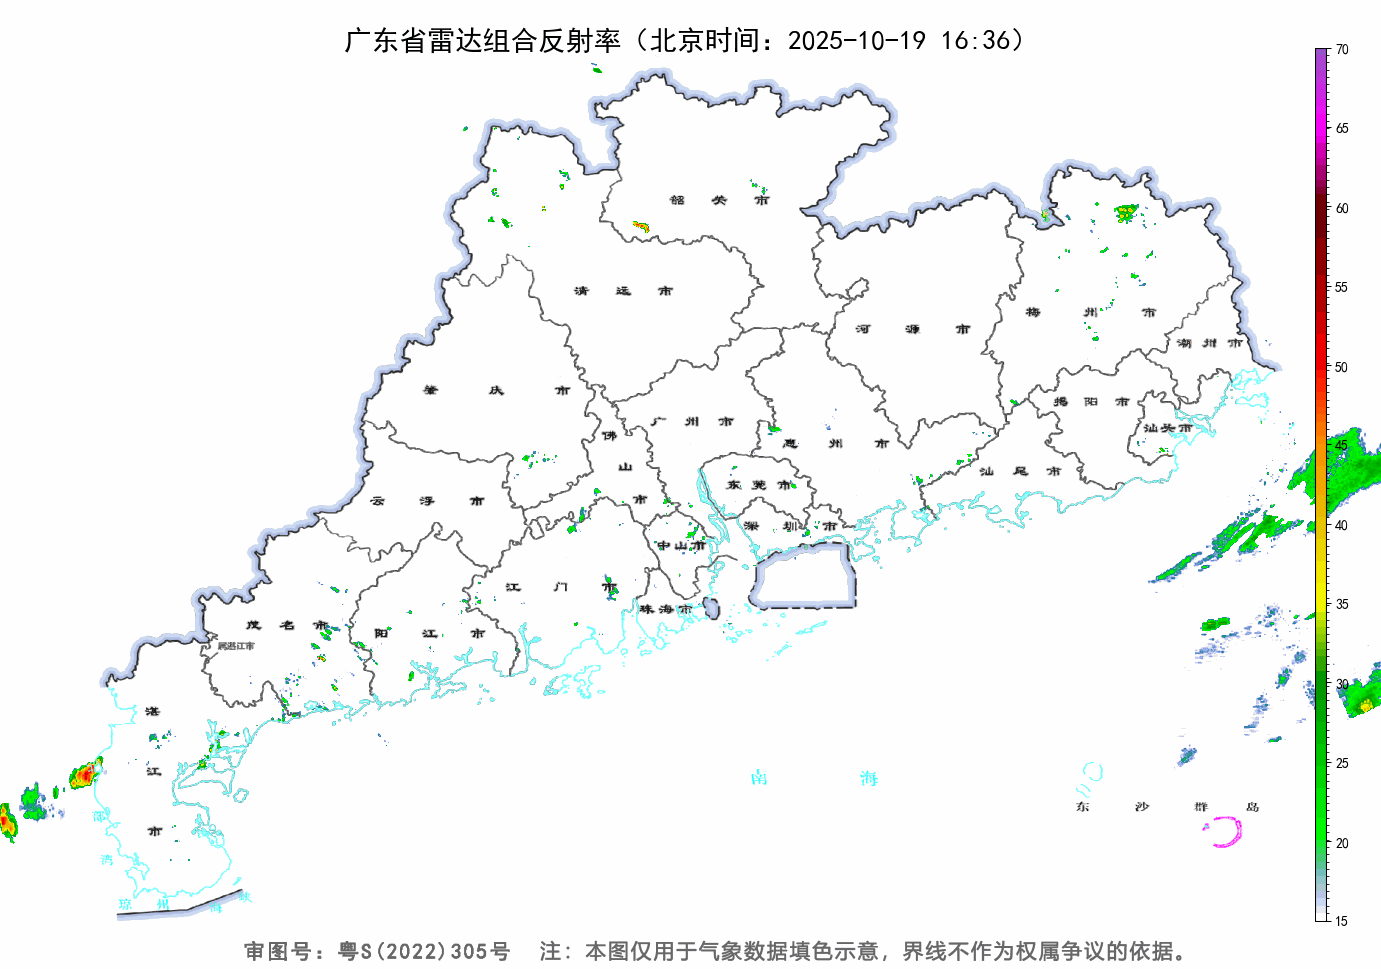 广东省雷达组合反射率（北京时间：2025-10-19 16:36）
70
65
60
55
50
45
40
35
30
25
20
15
韶关市
清远市
河源市
梅州市
潮州市
肇庆市
广州市
佛山市
惠州市
揭阳市
汕头市
汕尾市
云浮市
东莞市
深圳市
中山市
江门市
珠海市
茂名市
属湛江市
阳江市
湛江市
南海
东沙群岛
北部湾
琼州海峡
审图号：粤S(2022)305号 注：本图仅用于气象数据填色示意，界线不作为权属争议的依据。